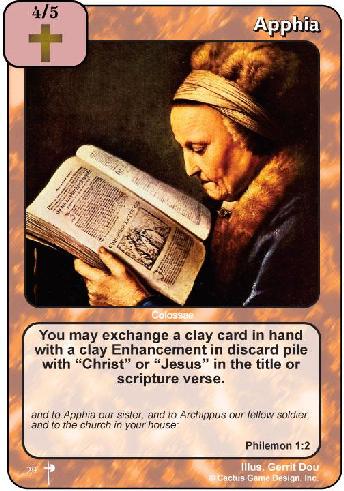 4/5
Apphia
Colossae
You may exchange a clay card in hand
with a clay Enhancement in discard pile
with “Christ” or “Jesus” in the title or
scripture verse.
and to Apphia our sister, and to Archippus our fellow soldier,
and to the church in your house:
Philemon 1:2
Illus. Gerrit Dou
© Cactus Game Design, Inc.